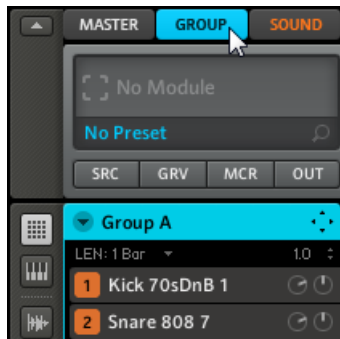 MASTER GROUP SOUND
No Module
No Preset
SRC GRV MCR OUT
Group A
LEN: 1 Bar 1.0
1 Kick 70sDnB 1
2 Snare 808 7